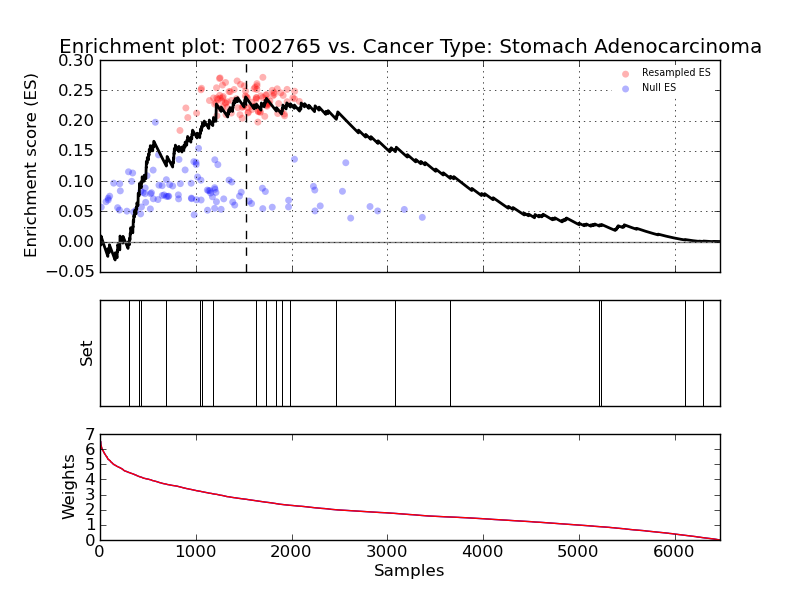 Enrichment plot: T002765 vs. Cancer Type: Stomach Adenocarcinoma
Enrichment score (ES)
0.30
0.25
0.20
0.15
0.10
0.05
0.00
−0.05
Resampled ES
Null ES
Set
Weights
7
6
5
4
3
2
1
0
0 1000 2000 3000 4000 5000 6000
Samples